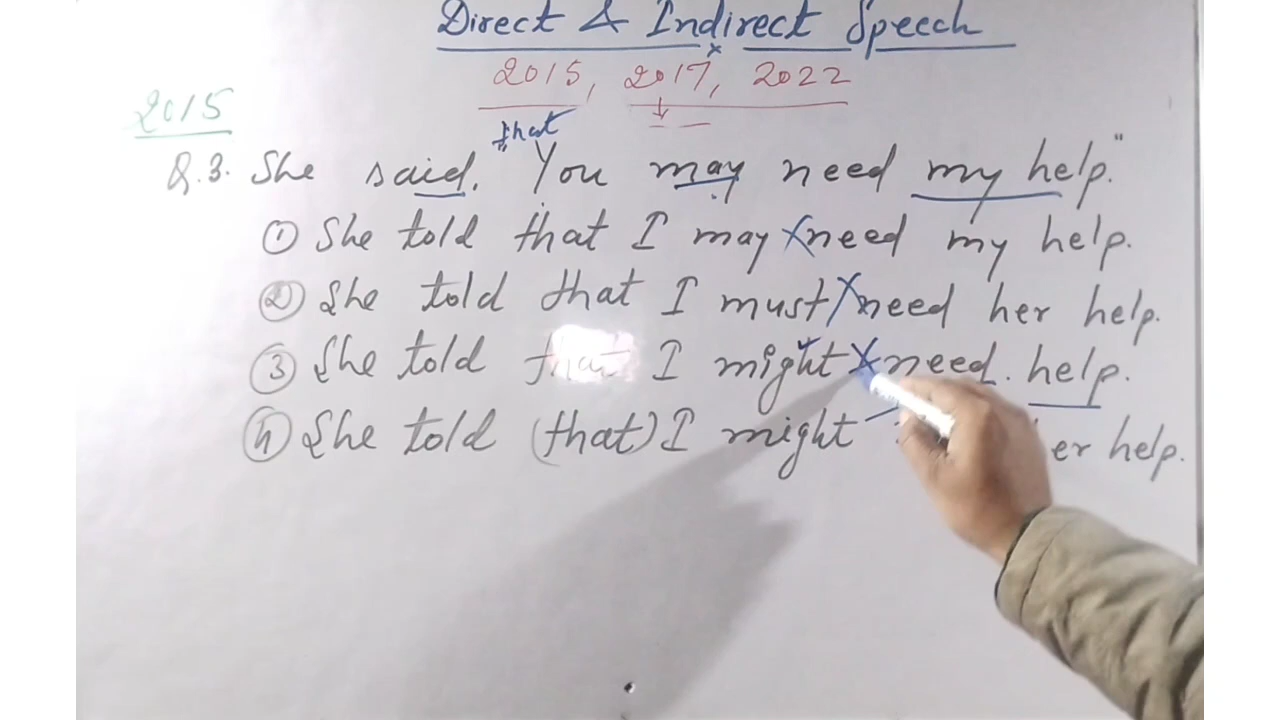 Direct & Indirect Speech
2015, 2017, 2022
2015
that
Q.3. She said. "You may need my help."
① She told that I may need my help.
② She told that I must need her help.
③ She told that I might need. help.
④ She told (that) I might her help.